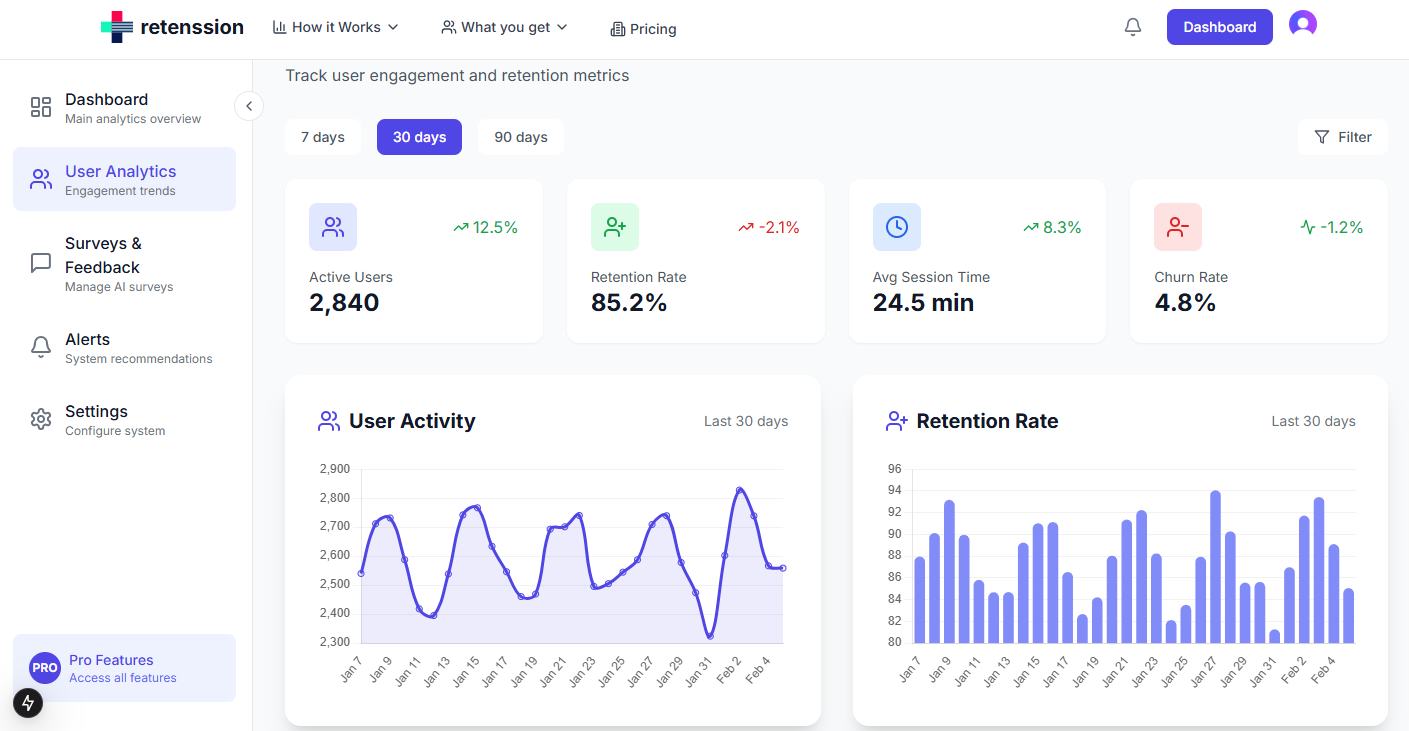 retenssion
How it Works
What you get
Pricing
Dashboard
Dashboard
Main analytics overview
User Analytics
Engagement trends
Surveys &
Feedback
Manage AI surveys
Alerts
System recommendations
Settings
Configure system
PRO
Pro Features
Access all features
Track user engagement and retention metrics
7 days
30 days
90 days
Filter
12.5%
Active Users
2,840
-2.1%
Retention Rate
85.2%
8.3%
Avg Session Time
24.5 min
-1.2%
Churn Rate
4.8%
User Activity
Last 30 days
2,900
2,800
2,700
2,600
2,500
2,400
2,300
Jan 7
Jan 9
Jan 11
Jan 13
Jan 15
Jan 17
Jan 19
Jan 21
Jan 23
Jan 25
Jan 27
Jan 29
Jan 31
Feb 2
Feb 4
Retention Rate
Last 30 days
96
94
92
90
88
86
84
82
80
Jan 7
Jan 9
Jan 11
Jan 13
Jan 15
Jan 17
Jan 19
Jan 21
Jan 23
Jan 25
Jan 27
Jan 29
Jan 31
Feb 2
Feb 4